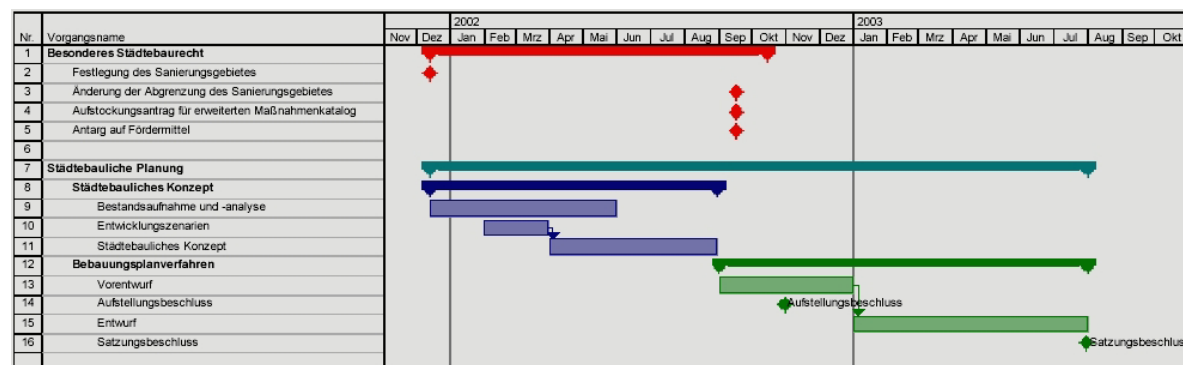 2002 2003
Nr. Vorgangsname Nov Dez Jan Feb Mrz Apr Mai Jun Jul Aug Sep Okt Nov Dez Jan Feb Mrz Apr Mai Jun Jul Aug Sep Okt
1 Besonderes Städtebaurecht
2 Festlegung des Sanierungsgebietes
3 Änderung der Abgrenzung des Sanierungsgebietes
4 Aufstockungsantrag für erweiterten Maßnahmenkatalog
5 Antarg auf Fördermittel
6
7 Städtebauliche Planung
8 Städtebauliches Konzept
9 Bestandsaufnahme und -analyse
10 Entwicklungszenarien
11 Städtebauliches Konzept
12 Bebauungsplanverfahren
13 Vorentwurf
14 Aufstellungsbeschluss Aufstellungsbeschluss
15 Entwurf
16 Satzungsbeschluss Satzungsbeschlus